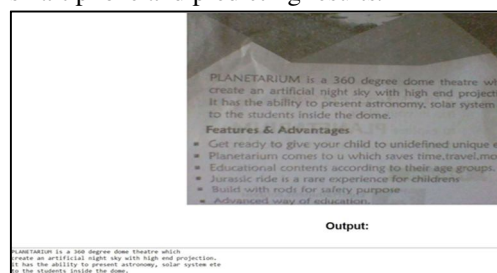 PLANETARIUM is a 360 degree dome theatre
create an artificial night sky with high end
It has the ability to present astronomy, solar system
to the students inside the dome.
Features & Advantages
Get ready to give your child to unidefined unique
Planetarium comes to u which saves time,travel,
Educational contents according to their age groups.
Jurassic ride is a rare experience for childrens
Build with rods for safety purpose
Advanced way of education.
Output:
PLANETARIUM is a 360 degree dome theatre which
create an artificial night sky with high end projection.
it has the ability to present astronomy, solar system ete
to the students inside the dome.